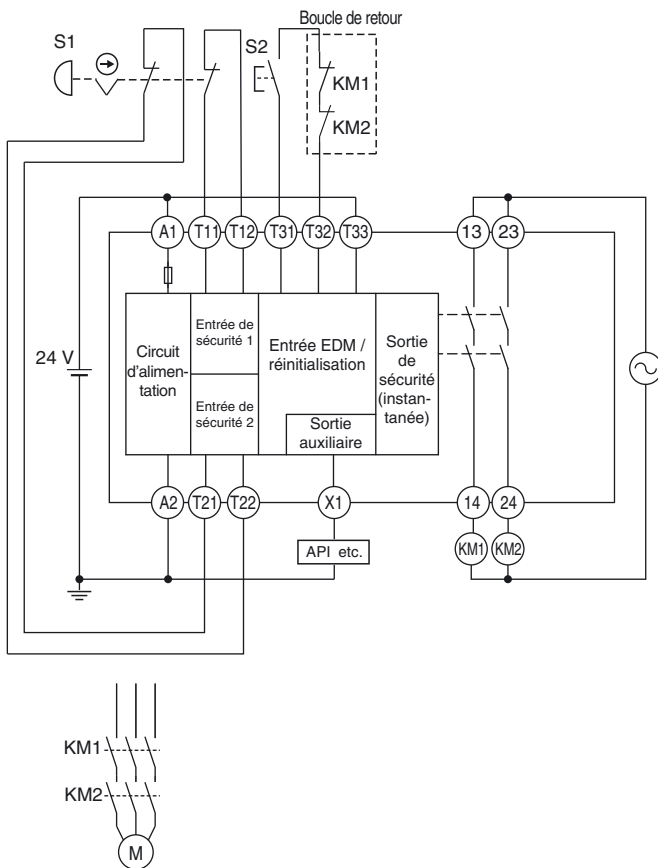 Boucle de retour
S1
S2
KM1
KM2
A1
T11
T12
T31
T32
T33
13
23
24 V
Circuit
d'alimen-
tation
Entrée de
sécurité 1
Entrée de
sécurité 2
Entrée EDM /
réinitialisation
Sortie
auxiliaire
Sortie
de
sécurité
(instan-
tanée)
A2
T21
T22
X1
14
24
API etc.
KM1
KM2
KM1
KM2
M